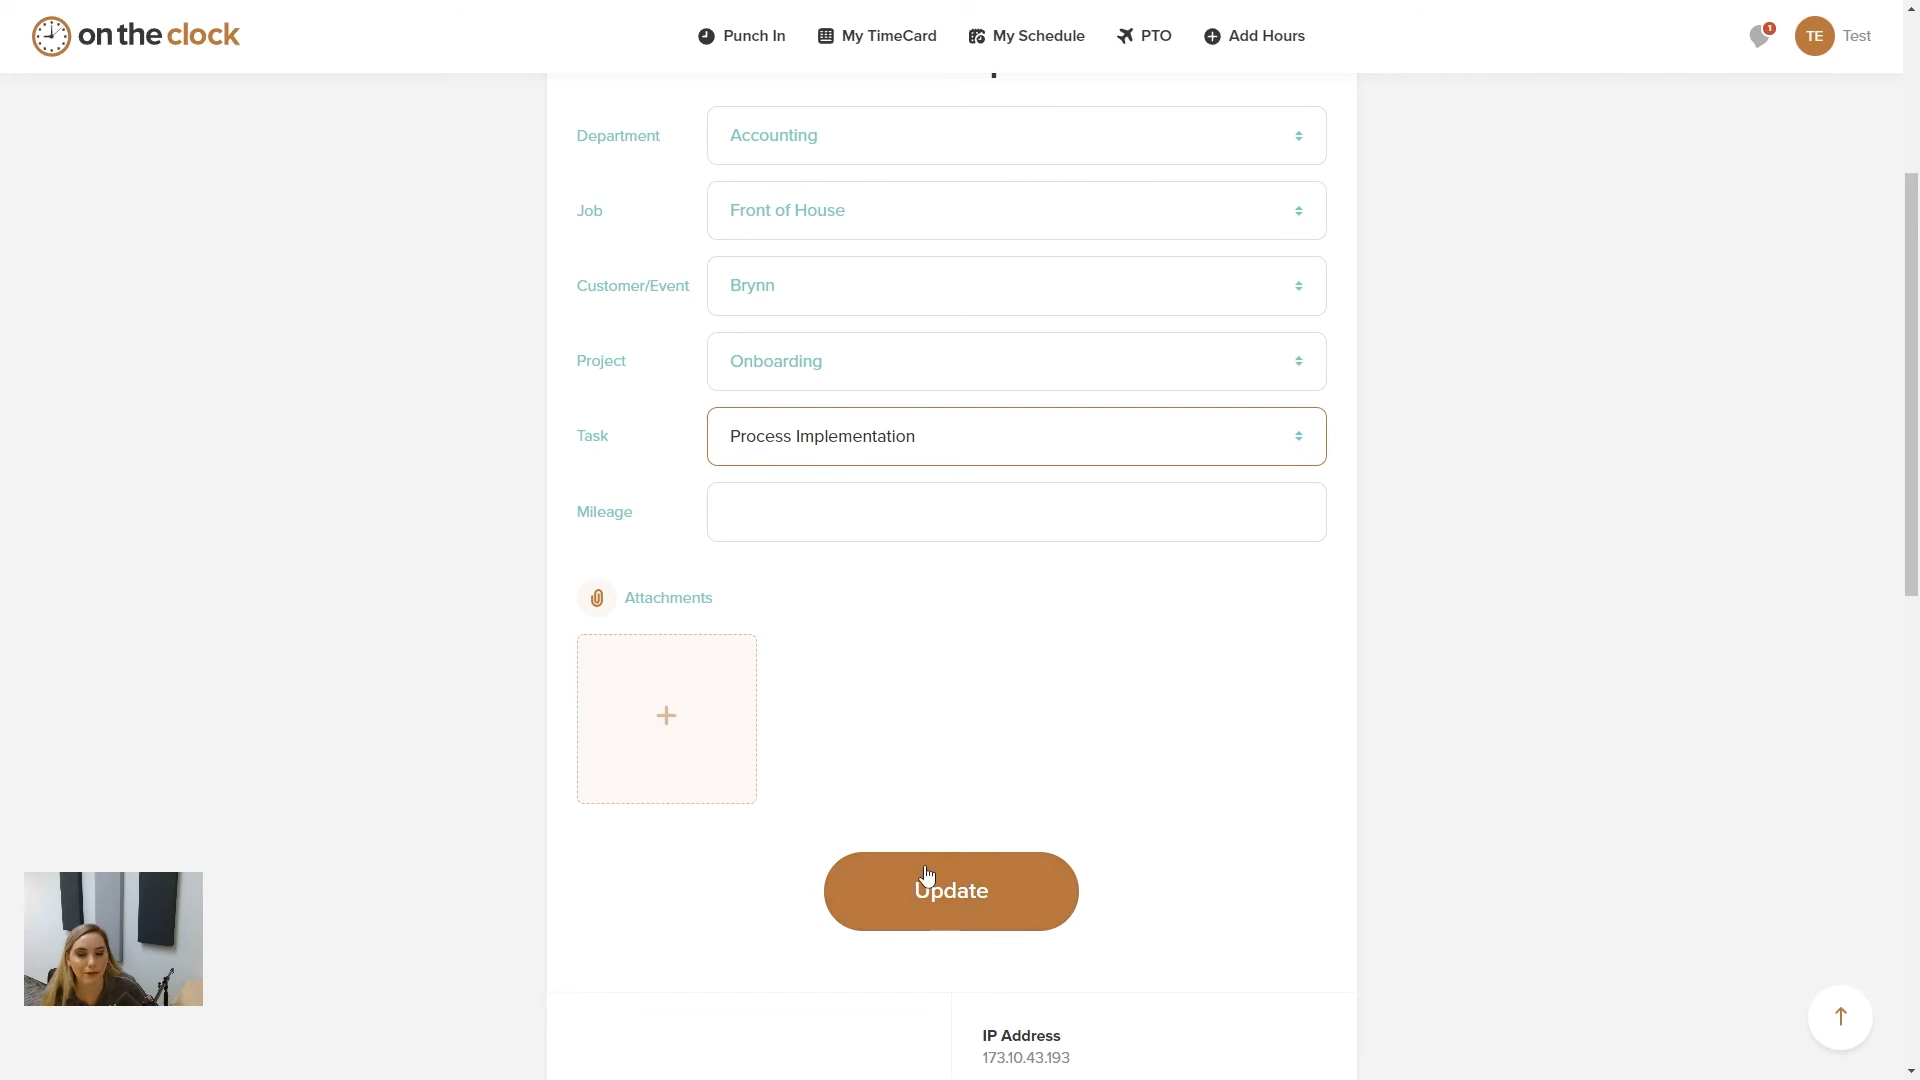 on the clock
Punch In
My TimeCard
My Schedule
PTO
Add Hours
1
TE
Test
Department
Accounting
Job
Front of House
Customer/Event
Brynn
Project
Onboarding
Task
Process Implementation
Mileage
Attachments
Update
IP Address
173.10.43.193